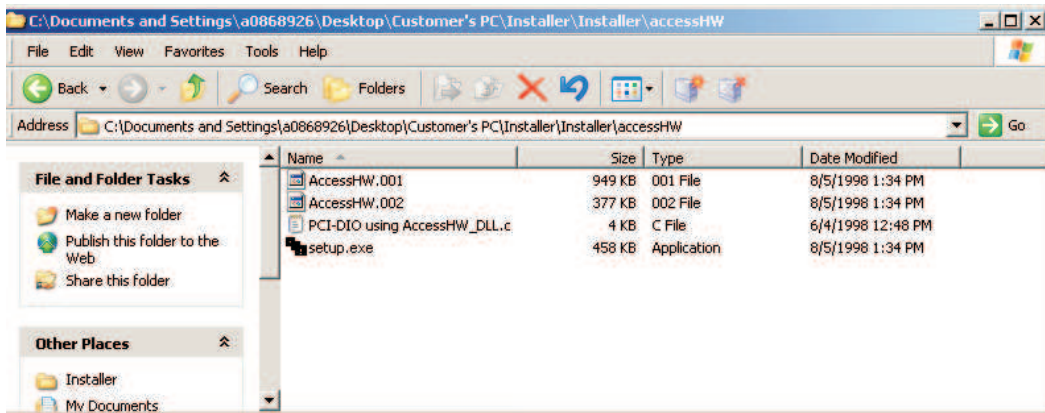 C:\Documents and Settings\a0868926\Desktop\Customer's PC\Installer\Installer\accessHW
File Edit View Favorites Tools Help
Back Search Folders
Address C:\Documents and Settings\a0868926\Desktop\Customer's PC\Installer\Installer\accessHW Go
File and Folder Tasks
Make a new folder
Publish this folder to the
Web
Share this folder
Other Places
Installer
My Documents
Name Size Type Date Modified
AccessHW.001 949 KB 001 File 8/5/1998 1:34 PM
AccessHW.002 377 KB 002 File 8/5/1998 1:34 PM
PCI-DIO using AccessHW_DLL.c 4 KB C File 6/4/1998 12:48 PM
setup.exe 458 KB Application 8/5/1998 1:34 PM